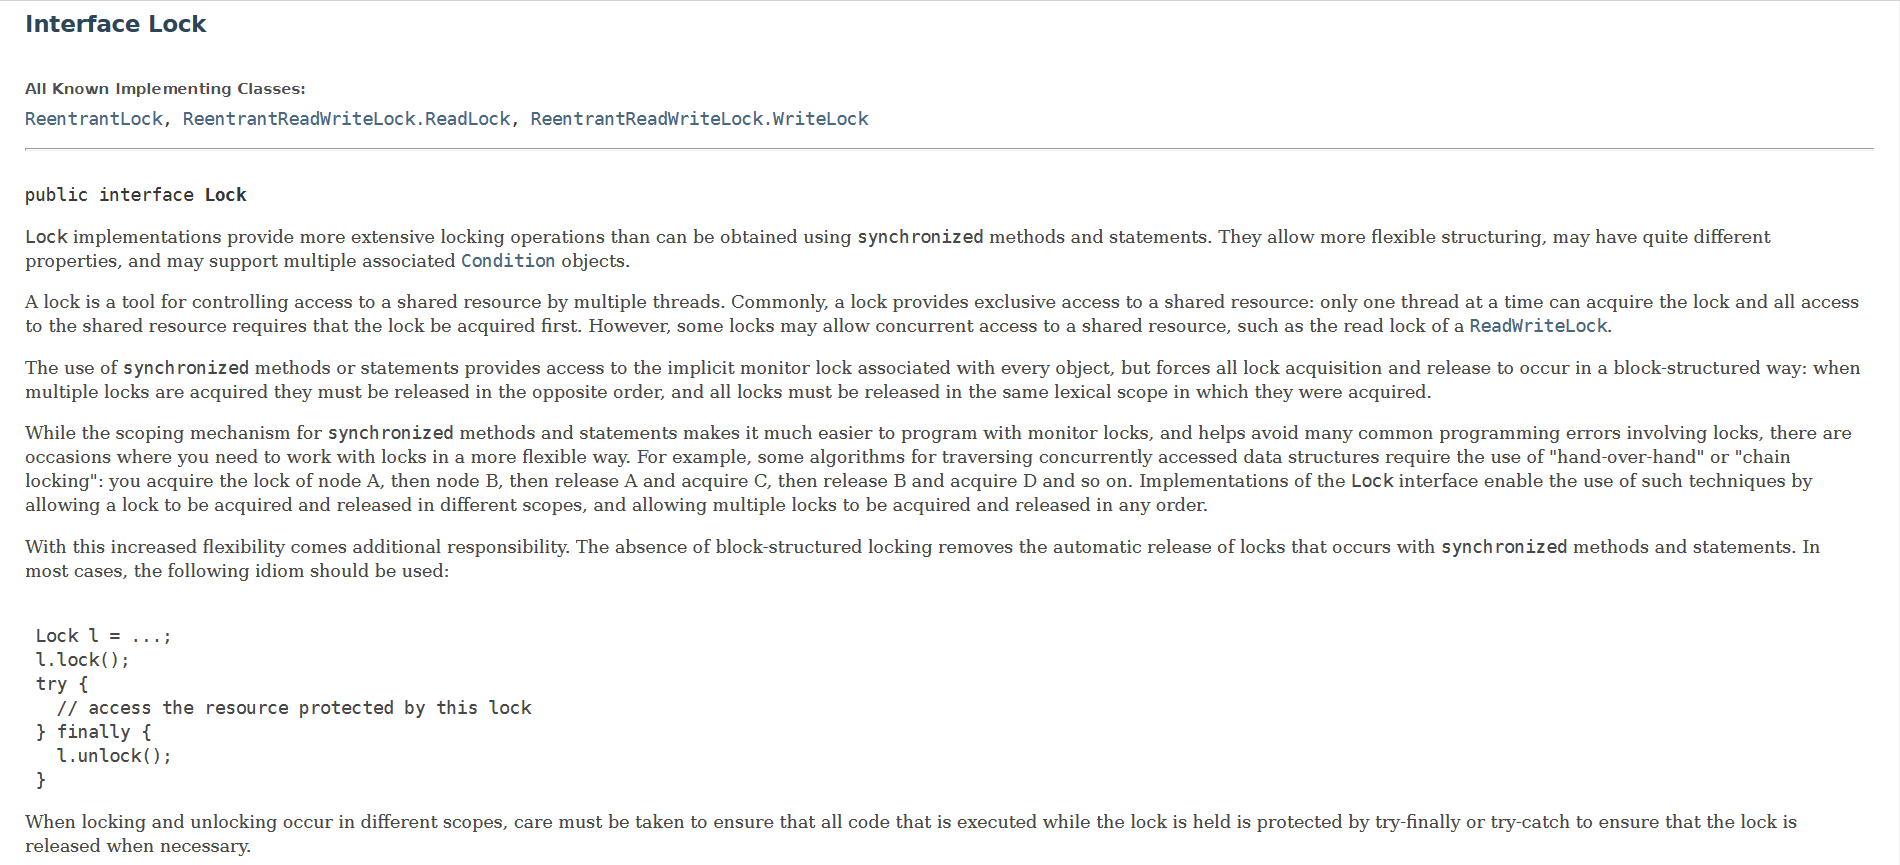 Interface Lock
All Known Implementing Classes:
ReentrantLock, ReentrantReadWriteLock.ReadLock, ReentrantReadWriteLock.WriteLock
public interface Lock
Lock implementations provide more extensive locking operations than can be obtained using synchronized methods and statements. They allow more flexible structuring, may have quite different
properties, and may support multiple associated Condition objects.
A lock is a tool for controlling access to a shared resource by multiple threads. Commonly, a lock provides exclusive access to a shared resource: only one thread at a time can acquire the lock and all access
to the shared resource requires that the lock be acquired first. However, some locks may allow concurrent access to a shared resource, such as the read lock of a ReadWriteLock.
The use of synchronized methods or statements provides access to the implicit monitor lock associated with every object, but forces all lock acquisition and release to occur in a block-structured way: when
multiple locks are acquired they must be released in the opposite order, and all locks must be released in the same lexical scope in which they were acquired.
While the scoping mechanism for synchronized methods and statements makes it much easier to program with monitor locks, and helps avoid many common programming errors involving locks, there are
occasions where you need to work with locks in a more flexible way. For example, some algorithms for traversing concurrently accessed data structures require the use of "hand-over-hand" or "chain
locking": you acquire the lock of node A, then node B, then release A and acquire C, then release B and acquire D and so on. Implementations of the Lock interface enable the use of such techniques by
allowing a lock to be acquired and released in different scopes, and allowing multiple locks to be acquired and released in any order.
With this increased flexibility comes additional responsibility. The absence of block-structured locking removes the automatic release of locks that occurs with synchronized methods and statements. In
most cases, the following idiom should be used:
Lock l = ...;
l.lock();
try {
  // access the resource protected by this lock
} finally {
  l.unlock();
}
When locking and unlocking occur in different scopes, care must be taken to ensure that all code that is executed while the lock is held is protected by try-finally or try-catch to ensure that the lock is
released when necessary.